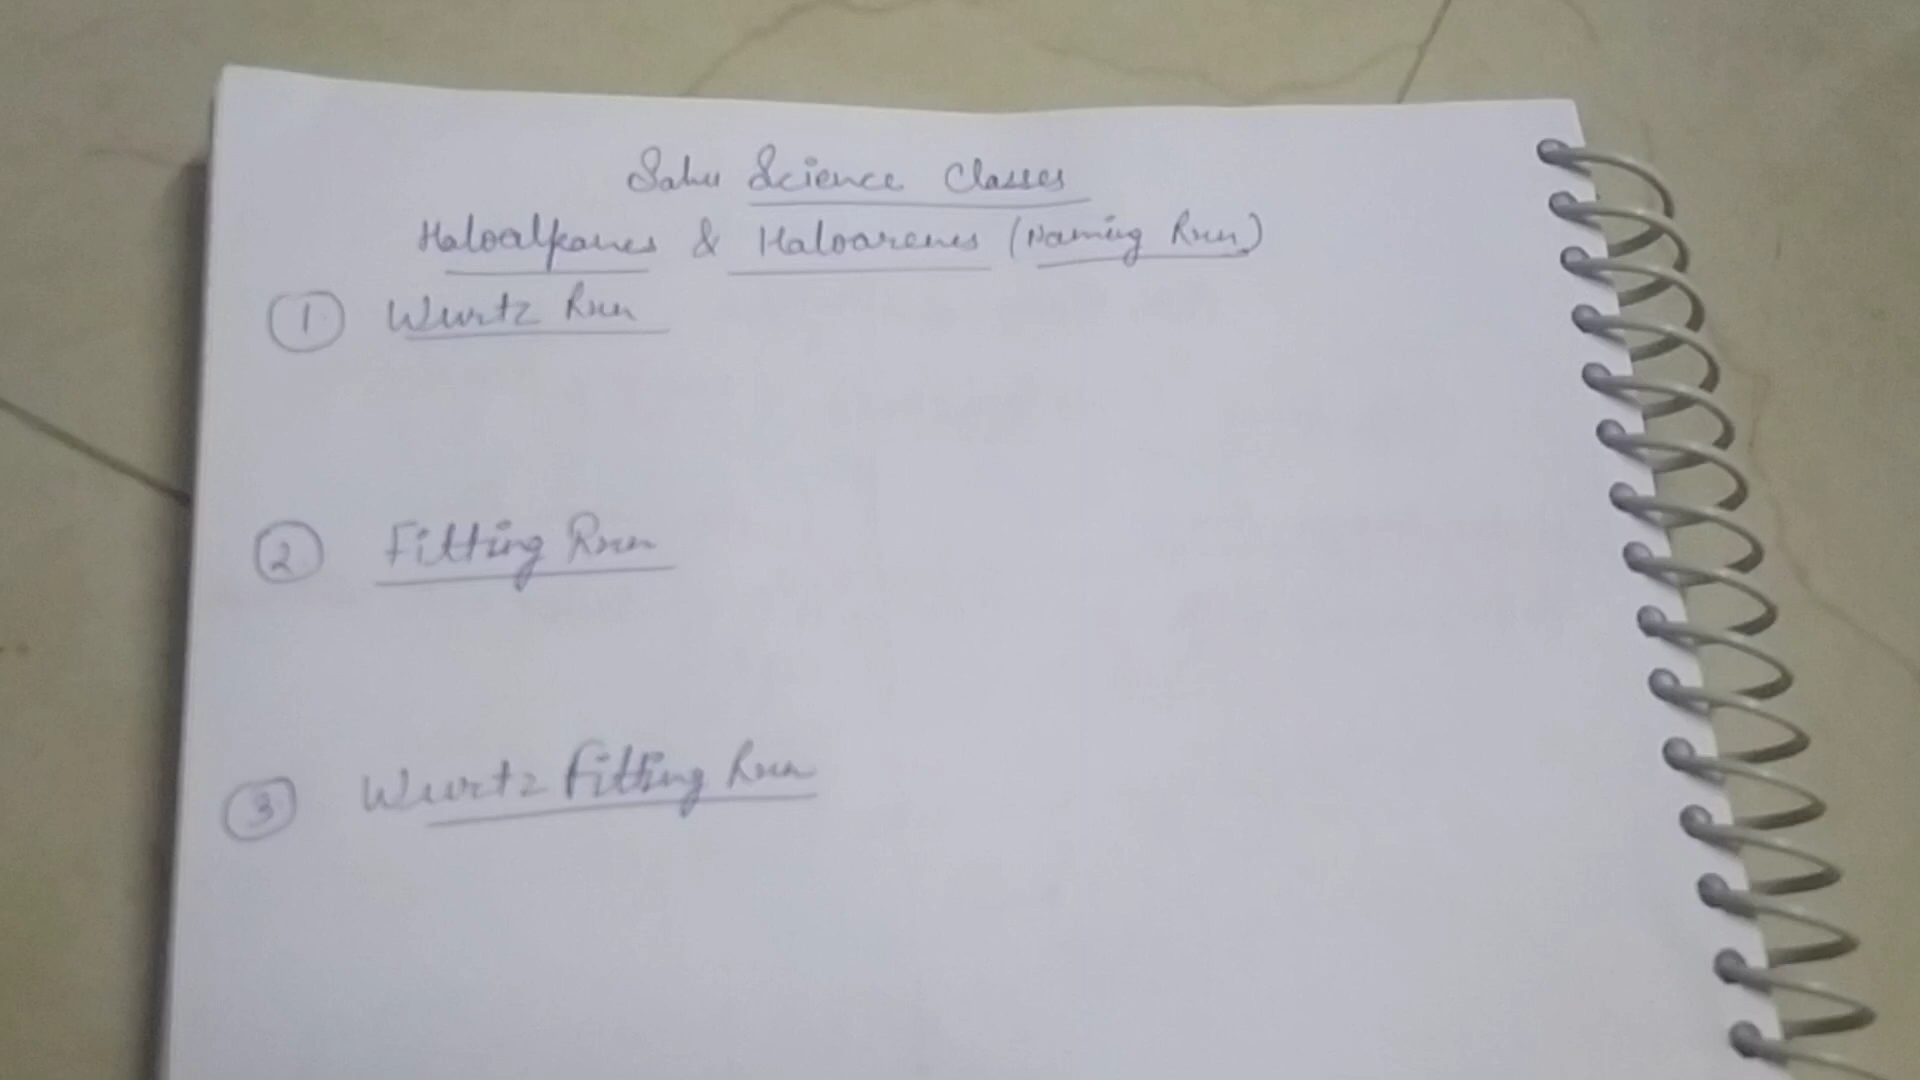 Sahu Science Classes
Haloalkanes & Haloarenes (Naming Rxn)
① Wurtz Rxn
② Fitting Rxn
③ Wurtz Fitting Rxn